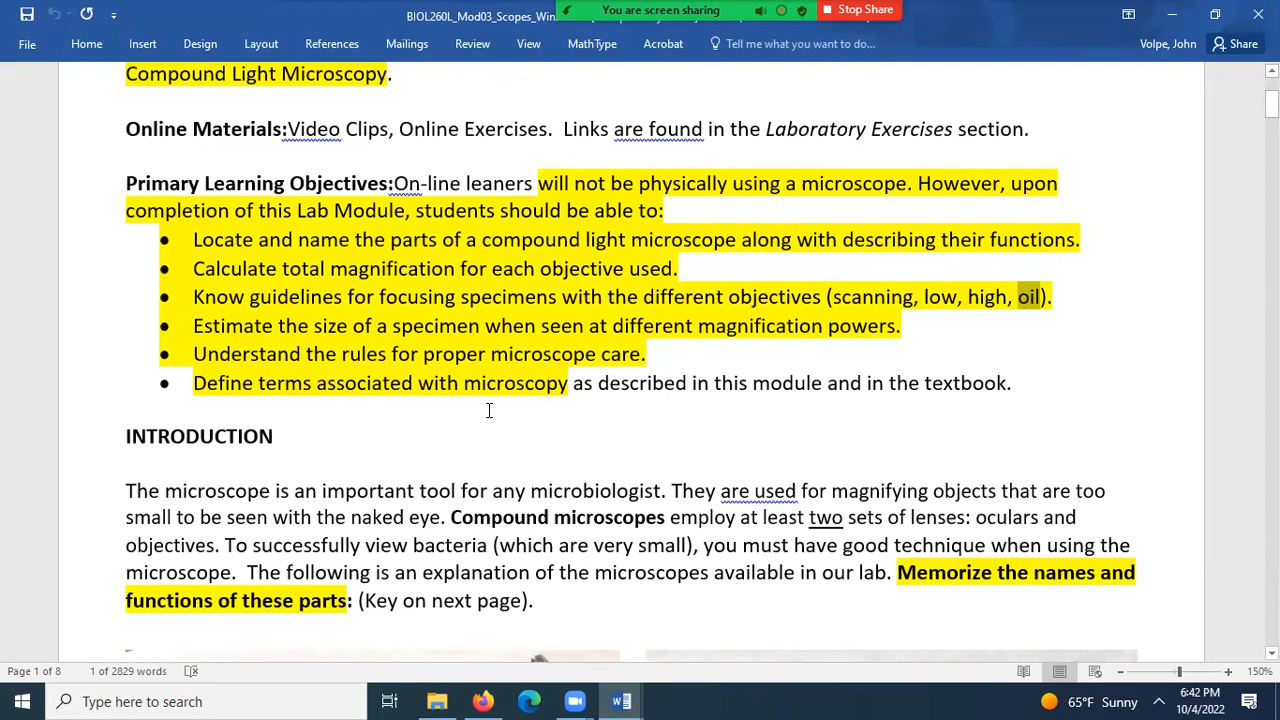 BIOL260L_Mod03_Scopes_Win
You are screen sharing
Stop Share
File Home Insert Design Layout References Mailings Review View MathType Acrobat Tell me what you want to do... Volpe, John Share
Compound Light Microscopy.
Online Materials:Video Clips, Online Exercises.  Links are found in the Laboratory Exercises section.
Primary Learning Objectives:On-line leaners will not be physically using a microscope. However, upon
completion of this Lab Module, students should be able to:
• Locate and name the parts of a compound light microscope along with describing their functions.
• Calculate total magnification for each objective used.
• Know guidelines for focusing specimens with the different objectives (scanning, low, high, oil).
• Estimate the size of a specimen when seen at different magnification powers.
• Understand the rules for proper microscope care.
• Define terms associated with microscopy as described in this module and in the textbook.
INTRODUCTION
The microscope is an important tool for any microbiologist. They are used for magnifying objects that are too
small to be seen with the naked eye. Compound microscopes employ at least two sets of lenses: oculars and
objectives. To successfully view bacteria (which are very small), you must have good technique when using the
microscope.  The following is an explanation of the microscopes available in our lab. Memorize the names and
functions of these parts: (Key on next page).
Page 1 of 8 1 of 2829 words 150%
Type here to search 65°F Sunny 6:42 PM
10/4/2022